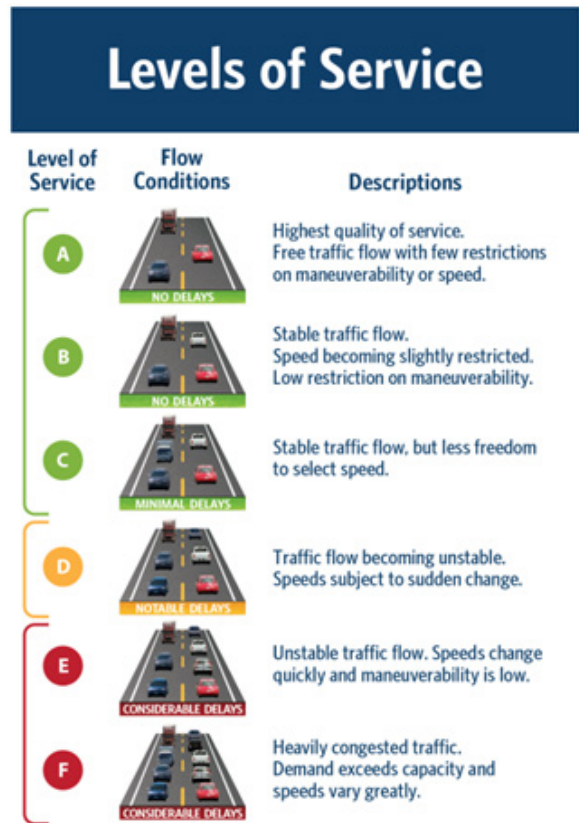 Levels of Service
Level of
Service
Flow
Conditions
Descriptions
A
NO DELAYS
Highest quality of service.
Free traffic flow with few restrictions
on maneuverability or speed.
B
NO DELAYS
Stable traffic flow.
Speed becoming slightly restricted.
Low restriction on maneuverability.
C
MINIMAL DELAYS
Stable traffic flow, but less freedom
to select speed.
D
NOTABLE DELAYS
Traffic flow becoming unstable.
Speeds subject to sudden change.
E
CONSIDERABLE DELAYS
Unstable traffic flow. Speeds change
quickly and maneuverability is low.
F
CONSIDERABLE DELAYS
Heavily congested traffic.
Demand exceeds capacity and
speeds vary greatly.